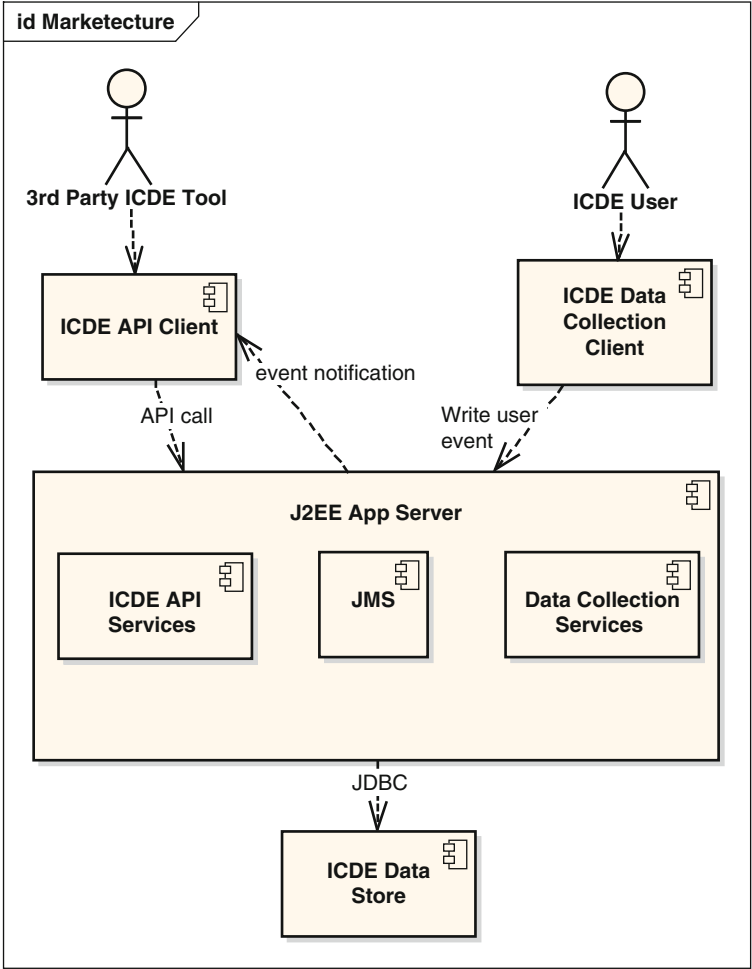 id Marketecture
3rd Party ICDE Tool
ICDE User
ICDE API Client
ICDE Data
Collection
Client
event notification
API call
Write user
event
J2EE App Server
ICDE API
Services
JMS
Data Collection
Services
JDBC
ICDE Data
Store